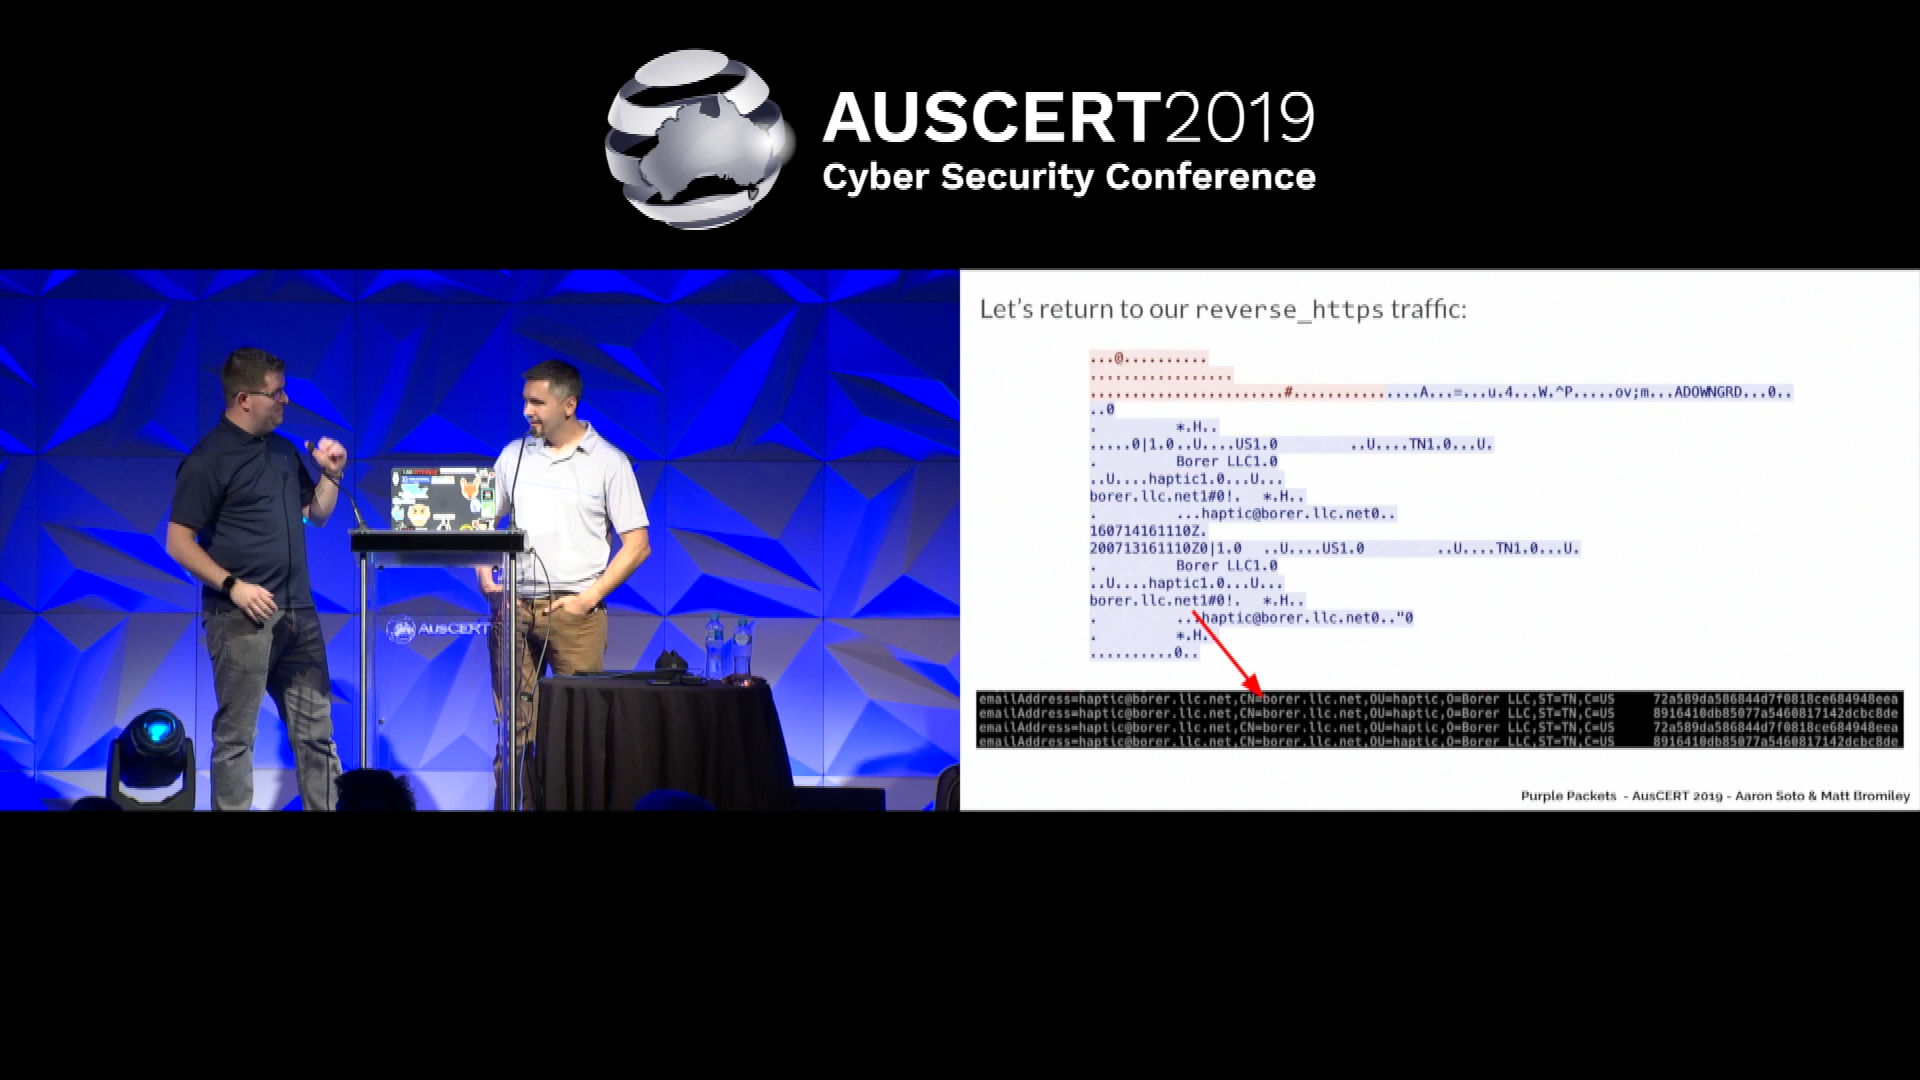 AUSCERT2019
Cyber Security Conference
Let's return to our reverse_https traffic:
...@..........
.................
.......................#...............A...=...u.4...W.^P.....ov;m...ADOWNGRD...0..
..0
. *.H..
.....0|1.0..U....US1.0 ..U....TN1.0...U.
. Borer LLC1.0
..U....haptic1.0...U...
borer.llc.net1#0!. *.H..
. ...haptic@borer.llc.net0..
160714161110Z.
200713161110Z0|1.0 ..U....US1.0 ..U....TN1.0...U.
. Borer LLC1.0
..U....haptic1.0...U...
borer.llc.net1#0!. *.H..
. ...haptic@borer.llc.net0.."0
. *.H.
..........0..
emailAddress=haptic@borer.llc.net,CN=borer.llc.net,OU=haptic,O=Borer LLC,ST=TN,C=US 72a589da586844d7f0818ce684948eea
emailAddress=haptic@borer.llc.net,CN=borer.llc.net,OU=haptic,O=Borer LLC,ST=TN,C=US 8916410db85077a5460817142dcbc8de
emailAddress=haptic@borer.llc.net,CN=borer.llc.net,OU=haptic,O=Borer LLC,ST=TN,C=US 72a589da586844d7f0818ce684948eea
emailAddress=haptic@borer.llc.net,CN=borer.llc.net,OU=haptic,O=Borer LLC,ST=TN,C=US 8916410db85077a5460817142dcbc8de
Purple Packets - AusCERT 2019 - Aaron Soto & Matt Bromiley
AUSCERT